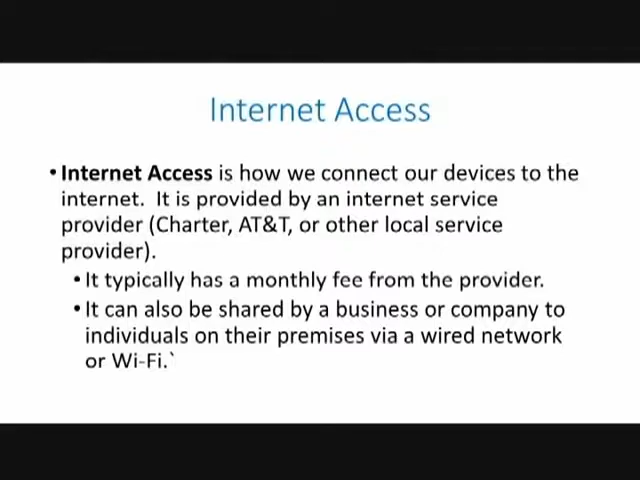 Internet Access
• Internet Access is how we connect our devices to the
internet.  It is provided by an internet service
provider (Charter, AT&T, or other local service
provider).
• It typically has a monthly fee from the provider.
• It can also be shared by a business or company to
individuals on their premises via a wired network
or Wi-Fi.`